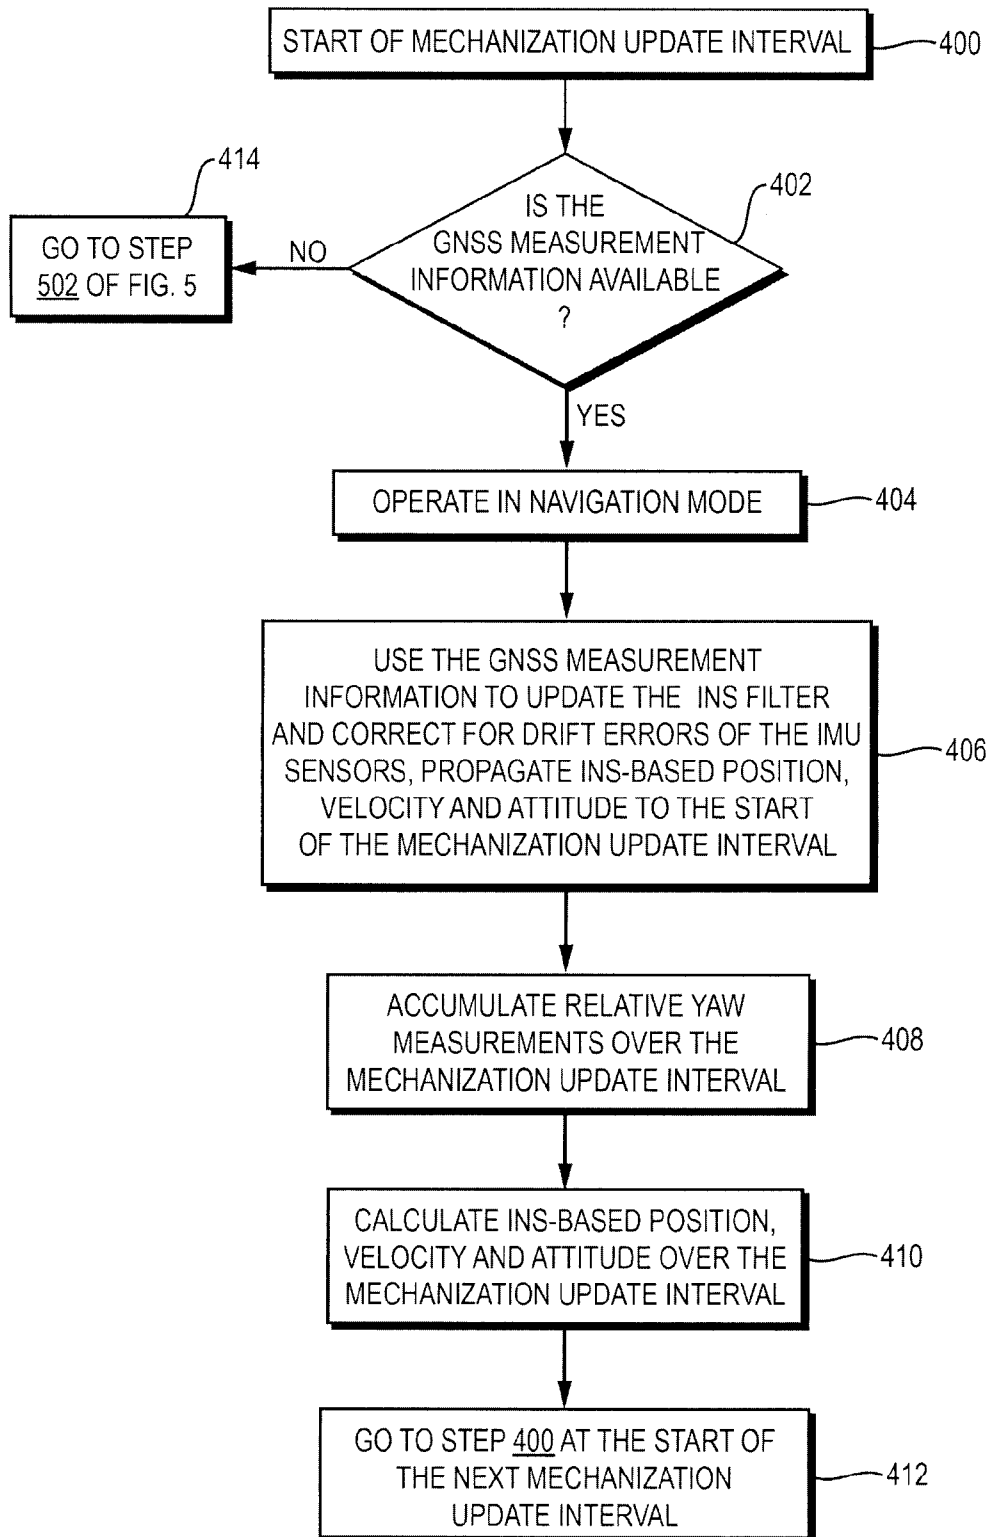 START OF MECHANIZATION UPDATE INTERVAL
400
414
402
IS THE
GNSS MEASUREMENT
INFORMATION AVAILABLE
?
NO
GO TO STEP
502 OF FIG. 5
YES
OPERATE IN NAVIGATION MODE
404
USE THE GNSS MEASUREMENT
INFORMATION TO UPDATE THE INS FILTER
AND CORRECT FOR DRIFT ERRORS OF THE IMU
SENSORS, PROPAGATE INS-BASED POSITION,
VELOCITY AND ATTITUDE TO THE START
OF THE MECHANIZATION UPDATE INTERVAL
406
ACCUMULATE RELATIVE YAW
MEASUREMENTS OVER THE
MECHANIZATION UPDATE INTERVAL
408
CALCULATE INS-BASED POSITION,
VELOCITY AND ATTITUDE OVER THE
MECHANIZATION UPDATE INTERVAL
410
GO TO STEP 400 AT THE START OF
THE NEXT MECHANIZATION
UPDATE INTERVAL
412